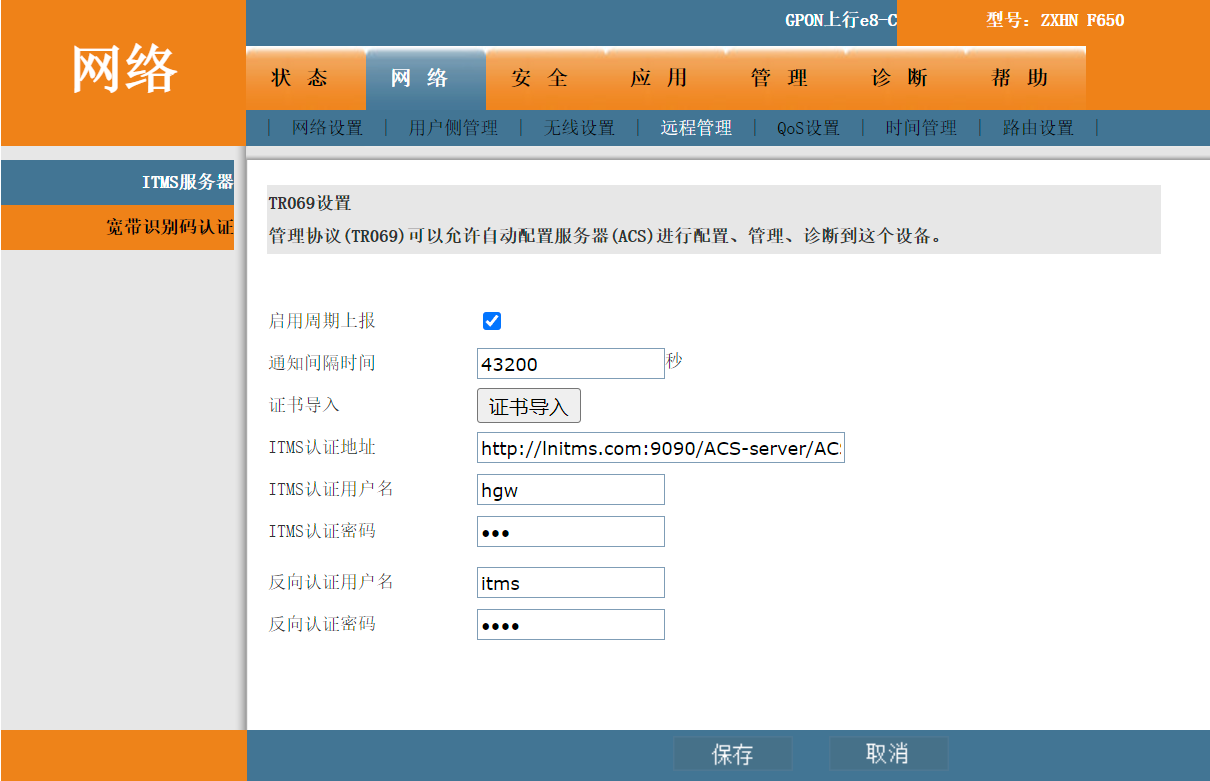 网络
GPON上行e8-C
型号：ZXHN F650
状态 网络 安全 应用 管理 诊断 帮助
| 网络设置 | 用户侧管理 | 无线设置 | 远程管理 | QoS设置 | 时间管理 | 路由设置 |
ITMS服务器
宽带识别码认证
TR069设置
管理协议(TR069)可以允许自动配置服务器(ACS)进行配置、管理、诊断到这个设备。
启用周期上报
通知间隔时间 43200 秒
证书导入 证书导入
ITMS认证地址 http://lnitms.com:9090/ACS-server/AC
ITMS认证用户名 hgw
ITMS认证密码 •••
反向认证用户名 itms
反向认证密码 ••••
保存 取消